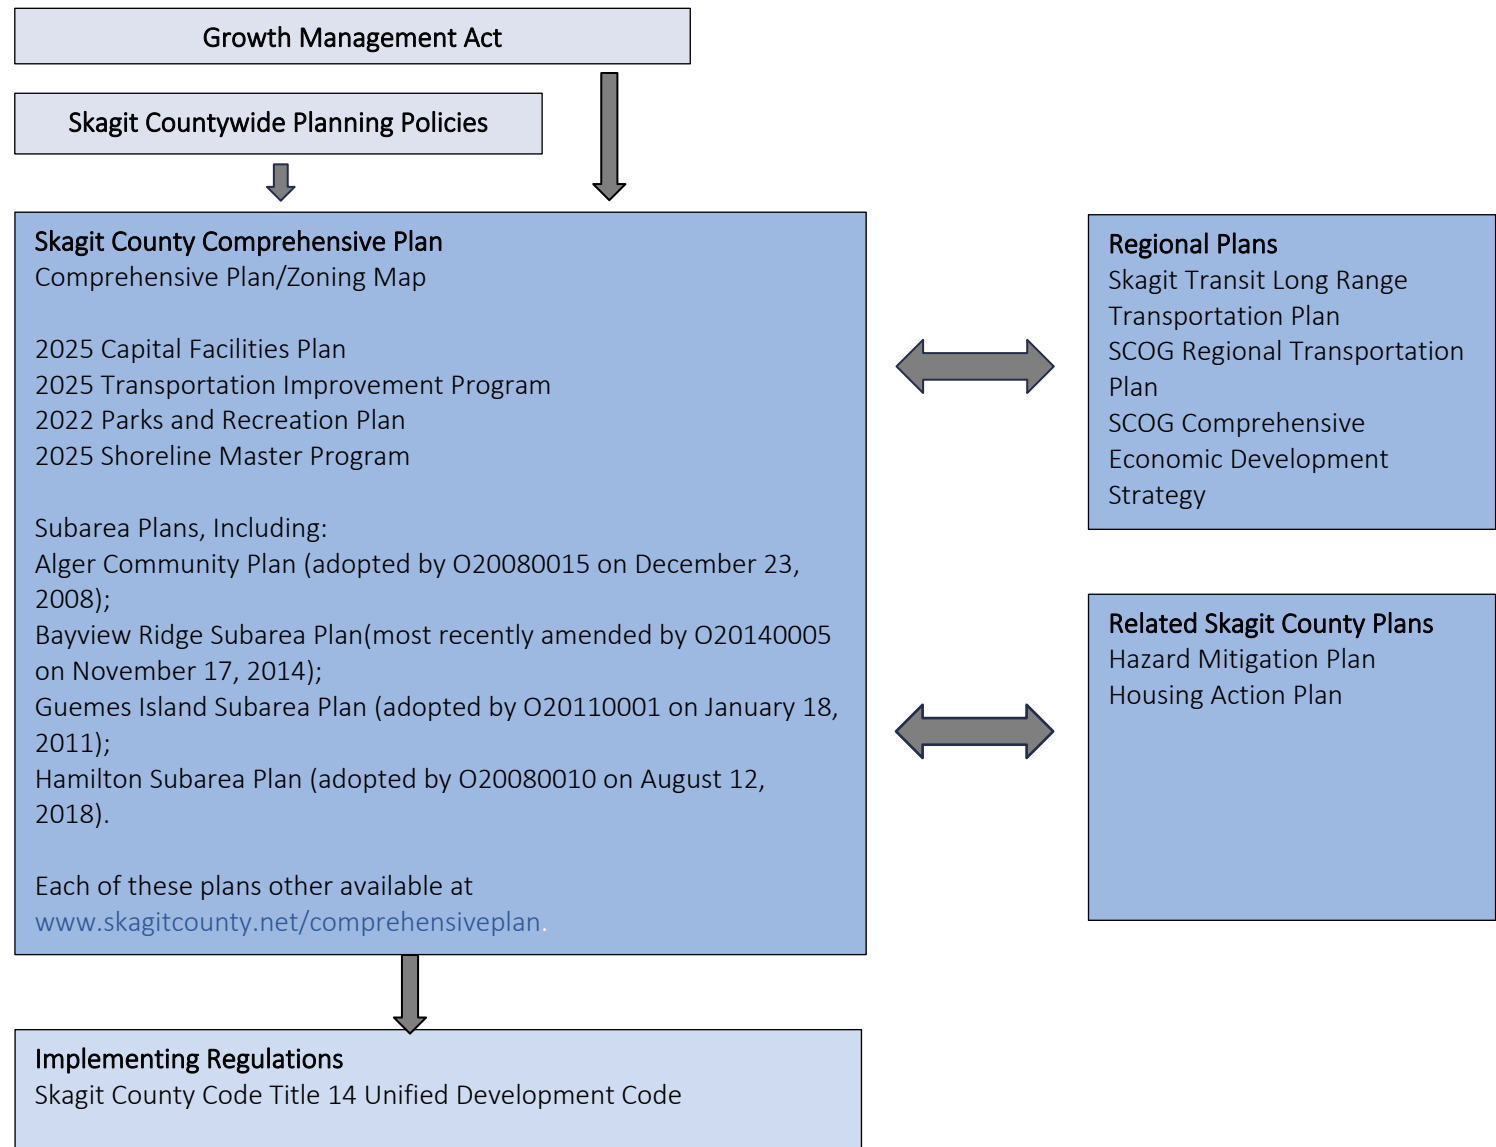 Growth Management Act
Skagit Countywide Planning Policies
Skagit County Comprehensive Plan
Comprehensive Plan/Zoning Map
2025 Capital Facilities Plan
2025 Transportation Improvement Program
2022 Parks and Recreation Plan
2025 Shoreline Master Program
Subarea Plans, Including:
Alger Community Plan (adopted by O20080015 on December 23,
2008);
Bayview Ridge Subarea Plan(most recently amended by O20140005
on November 17, 2014);
Guemes Island Subarea Plan (adopted by O20110001 on January 18,
2011);
Hamilton Subarea Plan (adopted by O20080010 on August 12,
2018).
Each of these plans other available at
www.skagitcounty.net/comprehensiveplan.
Regional Plans
Skagit Transit Long Range
Transportation Plan
SCOG Regional Transportation
Plan
SCOG Comprehensive
Economic Development
Strategy
Related Skagit County Plans
Hazard Mitigation Plan
Housing Action Plan
Implementing Regulations
Skagit County Code Title 14 Unified Development Code